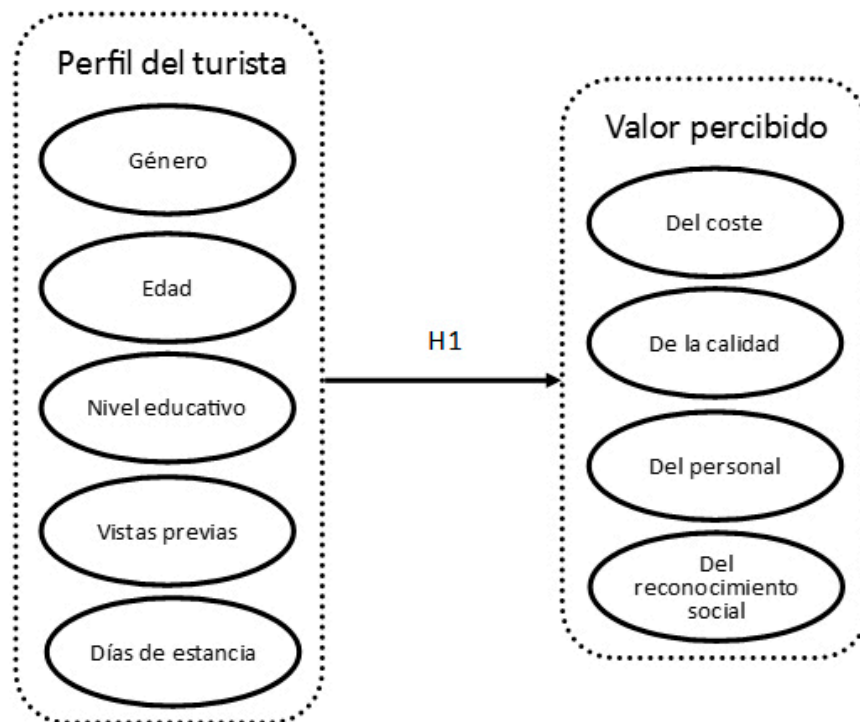 Perfil del turista
Género
Edad
Nivel educativo
Vistas previas
Días de estancia
H1
Valor percibido
Del coste
De la calidad
Del personal
Del
reconocimiento
social